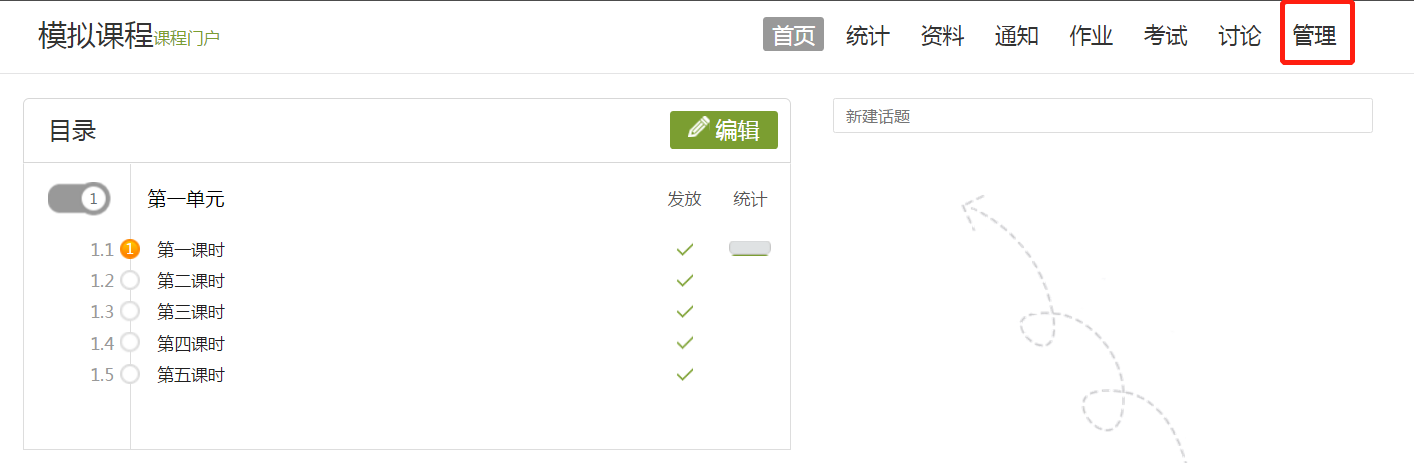 模拟课程课程门户 首页 统计 资料 通知 作业 考试 讨论 管理
目录 编辑
新建话题
1 第一单元 发放 统计
1.1 1 第一课时
1.2 第二课时
1.3 第三课时
1.4 第四课时
1.5 第五课时